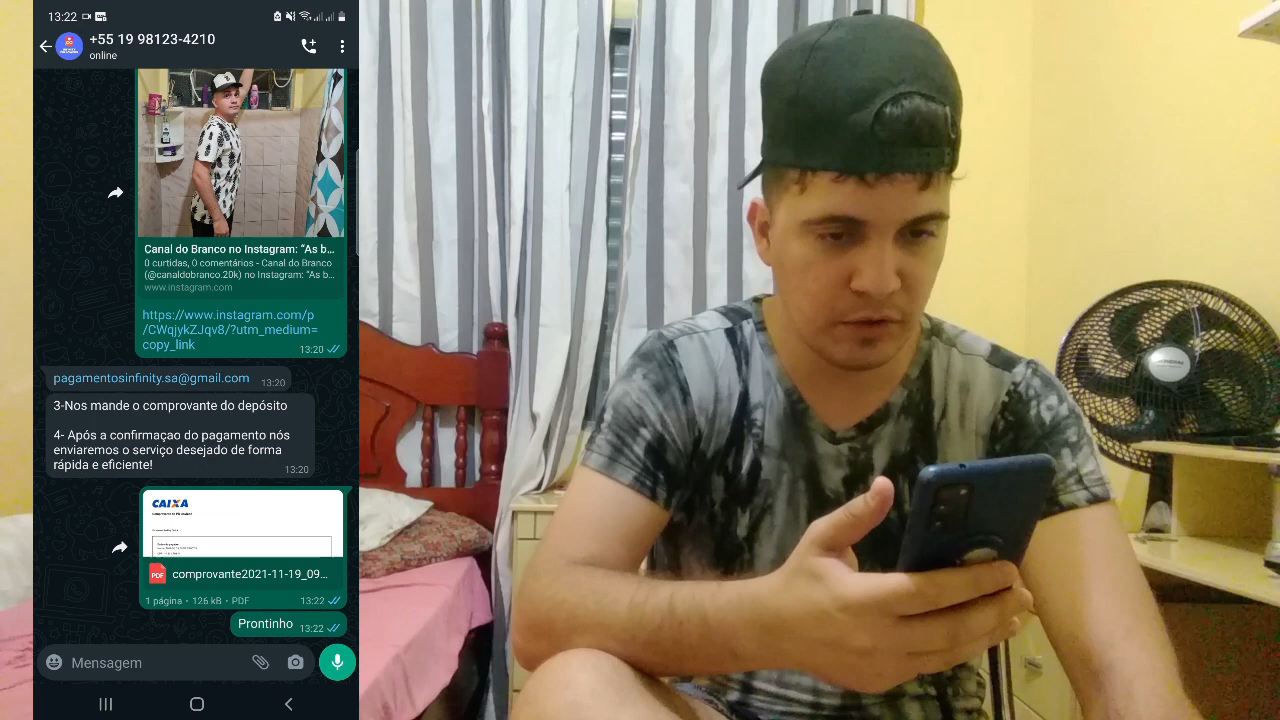 13:22
+55 19 98123-4210
online
Canal do Branco no Instagram: “As b...
0 curtidas, 0 comentários - Canal do Branco
(@canaldobranco.20k) no Instagram: “As b...
www.instagram.com
https://www.instagram.com/p
/CWqjykZJqv8/?utm_medium=
copy_link
13:20
pagamentosinfinity.sa@gmail.com
13:20
3-Nos mande o comprovante do depósito
4- Após a confirmaçao do pagamento nós
enviaremos o serviço desejado de forma
rápida e eficiente!
13:20
CAIXA
PDF
comprovante2021-11-19_09...
1 página • 126 kB • PDF
13:22
Prontinho
13:22
Mensagem